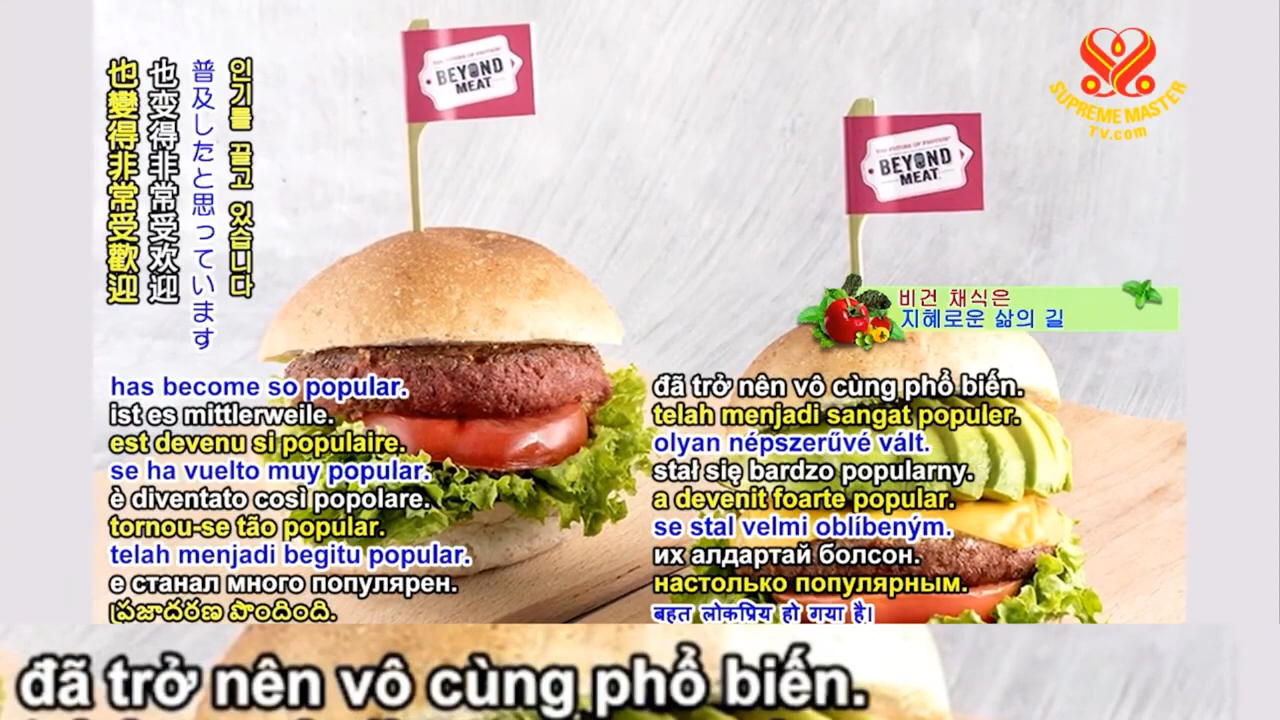 也變得非常受歡迎
也变得非常受欢迎
普及したと思っています
인기를 끌고 있습니다
BEYOND
MEAT
BEYOND
MEAT
SUPREME MASTER
TV.com
비건 채식은
지혜로운 삶의 길
has become so popular.
ist es mittlerweile.
est devenu si populaire.
se ha vuelto muy popular.
è diventato così popolare.
tornou-se tão popular.
telah menjadi begitu popular.
е станал много популярен.
ప్రజాదరణ పొందింది.
đã trở nên vô cùng phổ biến.
telah menjadi sangat populer.
olyan népszerűvé vált.
stał się bardzo popularny.
a devenit foarte popular.
se stal velmi oblíbeným.
их алдартай болсон.
настолько популярным.
बहुत लोकप्रिय हो गया है।
đã trở nên vô cùng phổ biến.